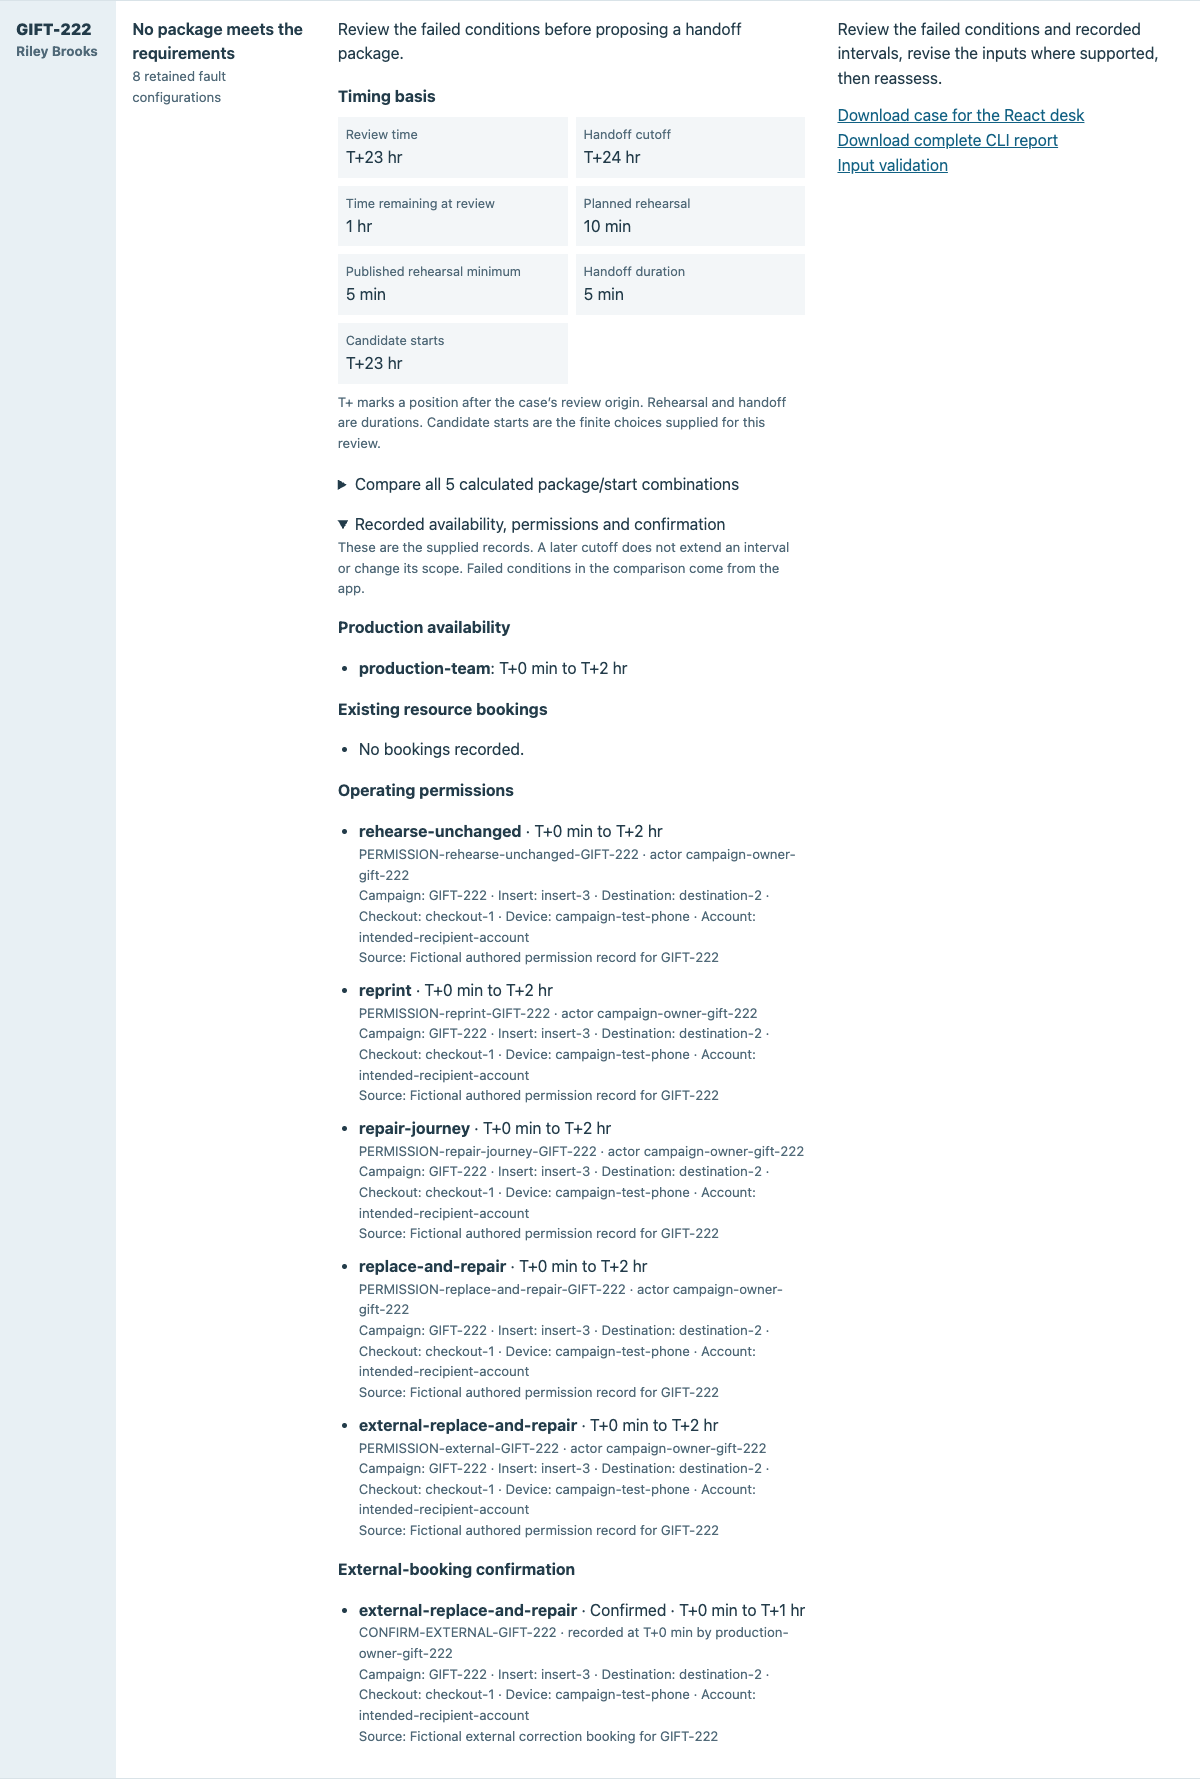 GIFT-222
Riley Brooks
No package meets the
requirements
8 retained fault
configurations
Review the failed conditions before proposing a handoff
package.
Timing basis
Review time
T+23 hr
Handoff cutoff
T+24 hr
Time remaining at review
1 hr
Planned rehearsal
10 min
Published rehearsal minimum
5 min
Handoff duration
5 min
Candidate starts
T+23 hr
T+ marks a position after the case's review origin. Rehearsal and handoff
are durations. Candidate starts are the finite choices supplied for this
review.
▶ Compare all 5 calculated package/start combinations
▼ Recorded availability, permissions and confirmation
These are the supplied records. A later cutoff does not extend an interval
or change its scope. Failed conditions in the comparison come from the
app.
Production availability
• production-team: T+0 min to T+2 hr
Existing resource bookings
• No bookings recorded.
Operating permissions
• rehearse-unchanged · T+0 min to T+2 hr
PERMISSION-rehearse-unchanged-GIFT-222 · actor campaign-owner-
gift-222
Campaign: GIFT-222 · Insert: insert-3 · Destination: destination-2 ·
Checkout: checkout-1 · Device: campaign-test-phone · Account:
intended-recipient-account
Source: Fictional authored permission record for GIFT-222
• reprint · T+0 min to T+2 hr
PERMISSION-reprint-GIFT-222 · actor campaign-owner-gift-222
Campaign: GIFT-222 · Insert: insert-3 · Destination: destination-2 ·
Checkout: checkout-1 · Device: campaign-test-phone · Account:
intended-recipient-account
Source: Fictional authored permission record for GIFT-222
• repair-journey · T+0 min to T+2 hr
PERMISSION-repair-journey-GIFT-222 · actor campaign-owner-gift-222
Campaign: GIFT-222 · Insert: insert-3 · Destination: destination-2 ·
Checkout: checkout-1 · Device: campaign-test-phone · Account:
intended-recipient-account
Source: Fictional authored permission record for GIFT-222
• replace-and-repair · T+0 min to T+2 hr
PERMISSION-replace-and-repair-GIFT-222 · actor campaign-owner-
gift-222
Campaign: GIFT-222 · Insert: insert-3 · Destination: destination-2 ·
Checkout: checkout-1 · Device: campaign-test-phone · Account:
intended-recipient-account
Source: Fictional authored permission record for GIFT-222
• external-replace-and-repair · T+0 min to T+2 hr
PERMISSION-external-GIFT-222 · actor campaign-owner-gift-222
Campaign: GIFT-222 · Insert: insert-3 · Destination: destination-2 ·
Checkout: checkout-1 · Device: campaign-test-phone · Account:
intended-recipient-account
Source: Fictional authored permission record for GIFT-222
External-booking confirmation
• external-replace-and-repair · Confirmed · T+0 min to T+1 hr
CONFIRM-EXTERNAL-GIFT-222 · recorded at T+0 min by production-
owner-gift-222
Campaign: GIFT-222 · Insert: insert-3 · Destination: destination-2 ·
Checkout: checkout-1 · Device: campaign-test-phone · Account:
intended-recipient-account
Source: Fictional external correction booking for GIFT-222
Review the failed conditions and recorded
intervals, revise the inputs where supported,
then reassess.
Download case for the React desk
Download complete CLI report
Input validation